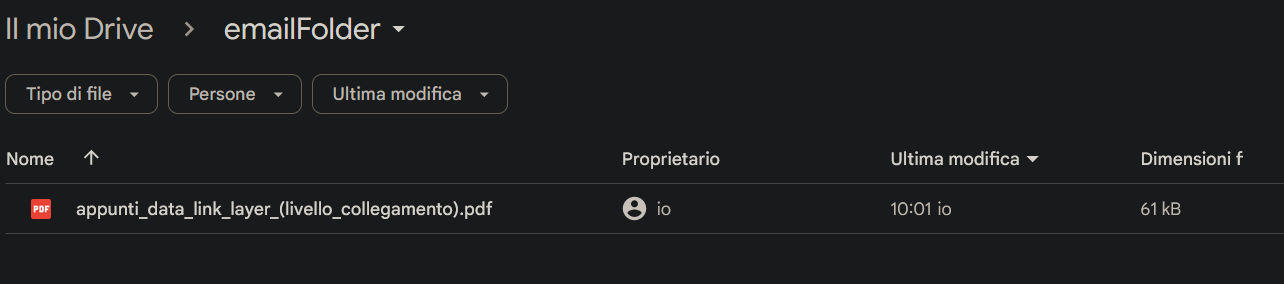 Il mio Drive > emailFolder
Tipo di file Persone Ultima modifica
Nome Proprietario Ultima modifica Dimensioni f
PDF appunti_data_link_layer_(livello_collegamento).pdf io 10:01 io 61 kB